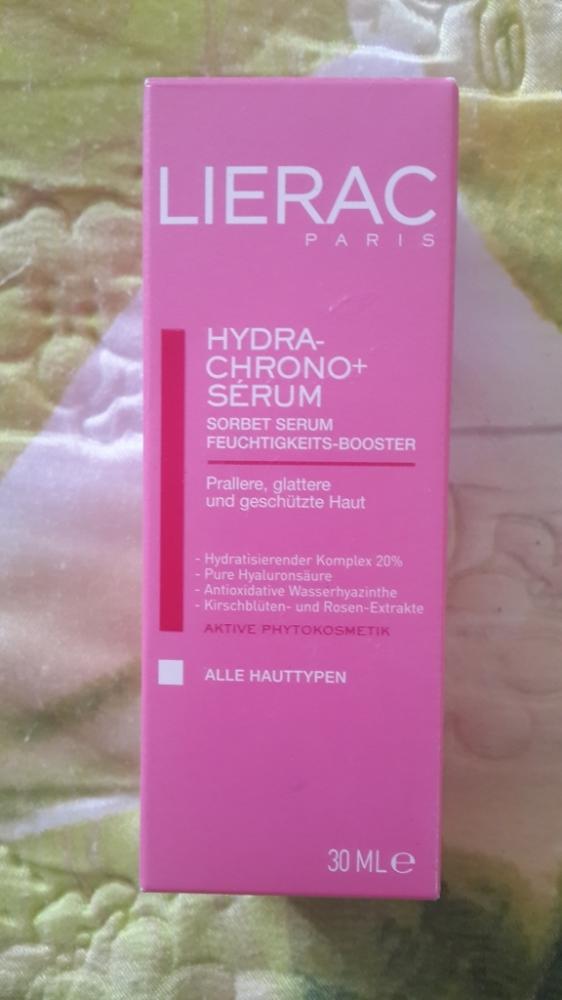 LIERAC
PARIS
HYDRA-
CHRONO+
SÉRUM
SORBET SERUM
FEUCHTIGKEITS-BOOSTER
Prallere, glattere
und geschützte Haut
- Hydratisierender Komplex 20%
- Pure Hyaluronsäure
- Antioxidative Wasserhyazinthe
- Kirschblüten- und Rosen-Extrakte
AKTIVE PHYTOKOSMETIK
ALLE HAUTTYPEN
30 ML ℮